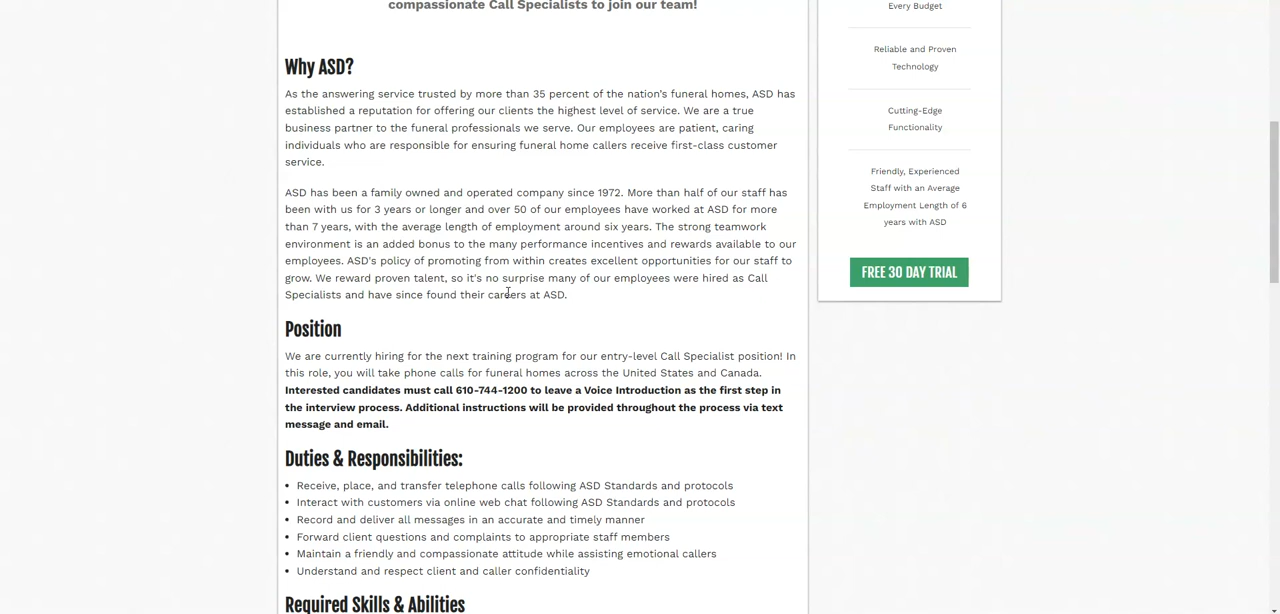 compassionate Call Specialists to join our team!
Why ASD?
As the answering service trusted by more than 35 percent of the nation's funeral homes, ASD has
established a reputation for offering our clients the highest level of service. We are a true
business partner to the funeral professionals we serve. Our employees are patient, caring
individuals who are responsible for ensuring funeral home callers receive first-class customer
service.
ASD has been a family owned and operated company since 1972. More than half of our staff has
been with us for 3 years or longer and over 50 of our employees have worked at ASD for more
than 7 years, with the average length of employment around six years. The strong teamwork
environment is an added bonus to the many performance incentives and rewards available to our
employees. ASD's policy of promoting from within creates excellent opportunities for our staff to
grow. We reward proven talent, so it's no surprise many of our employees were hired as Call
Specialists and have since found their careers at ASD.
Position
We are currently hiring for the next training program for our entry-level Call Specialist position! In
this role, you will take phone calls for funeral homes across the United States and Canada.
Interested candidates must call 610-744-1200 to leave a Voice Introduction as the first step in
the interview process. Additional instructions will be provided throughout the process via text
message and email.
Duties & Responsibilities:
• Receive, place, and transfer telephone calls following ASD Standards and protocols
• Interact with customers via online web chat following ASD Standards and protocols
• Record and deliver all messages in an accurate and timely manner
• Forward client questions and complaints to appropriate staff members
• Maintain a friendly and compassionate attitude while assisting emotional callers
• Understand and respect client and caller confidentiality
Required Skills & Abilities
Every Budget
Reliable and Proven
Technology
Cutting-Edge
Functionality
Friendly, Experienced
Staff with an Average
Employment Length of 6
years with ASD
FREE 30 DAY TRIAL